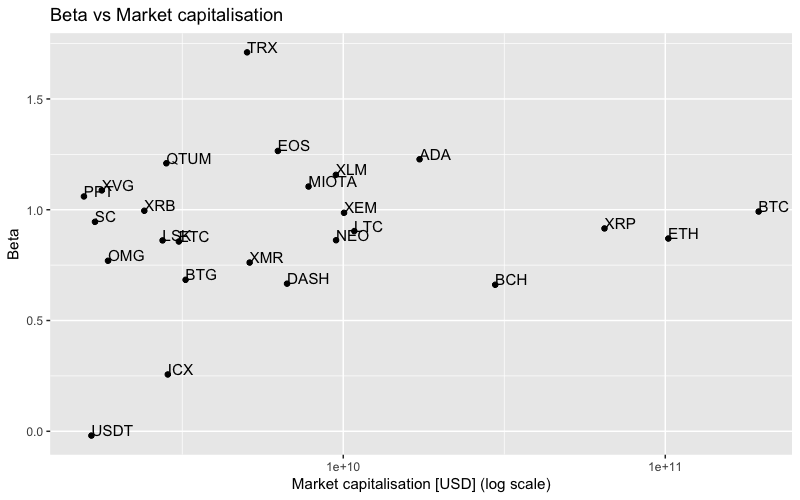 Beta vs Market capitalisation
TRX
1.5
EOS
QTUM
ADA
XLM
MIOTA
XVG
PPT
XRB
1.0
SC
XEM
BTC
LTC
XRP
LSK
ETC
NEO
ETH
OMG
XMR
BTG
DASH
BCH
Beta
0.5
ICX
USDT
0.0
1e+10
1e+11
Market capitalisation [USD] (log scale)